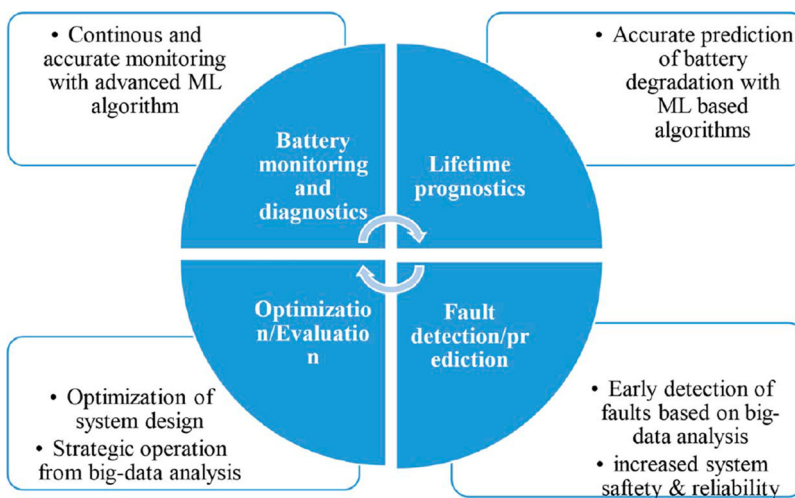 • Continous and
accurate monitoring
with advanced ML
algorithm
• Accurate prediction
of battery
degradation with
ML based
algorithms
Battery
monitoring
and
diagnostics
Lifetime
prognostics
Optimizatio
n/Evaluatio
n
Fault
detection/pr
ediction
• Optimization of
system design
• Strategic operation
from big-data analysis
• Early detection of
faults based on big-
data analysis
• increased system
saftety & reliability